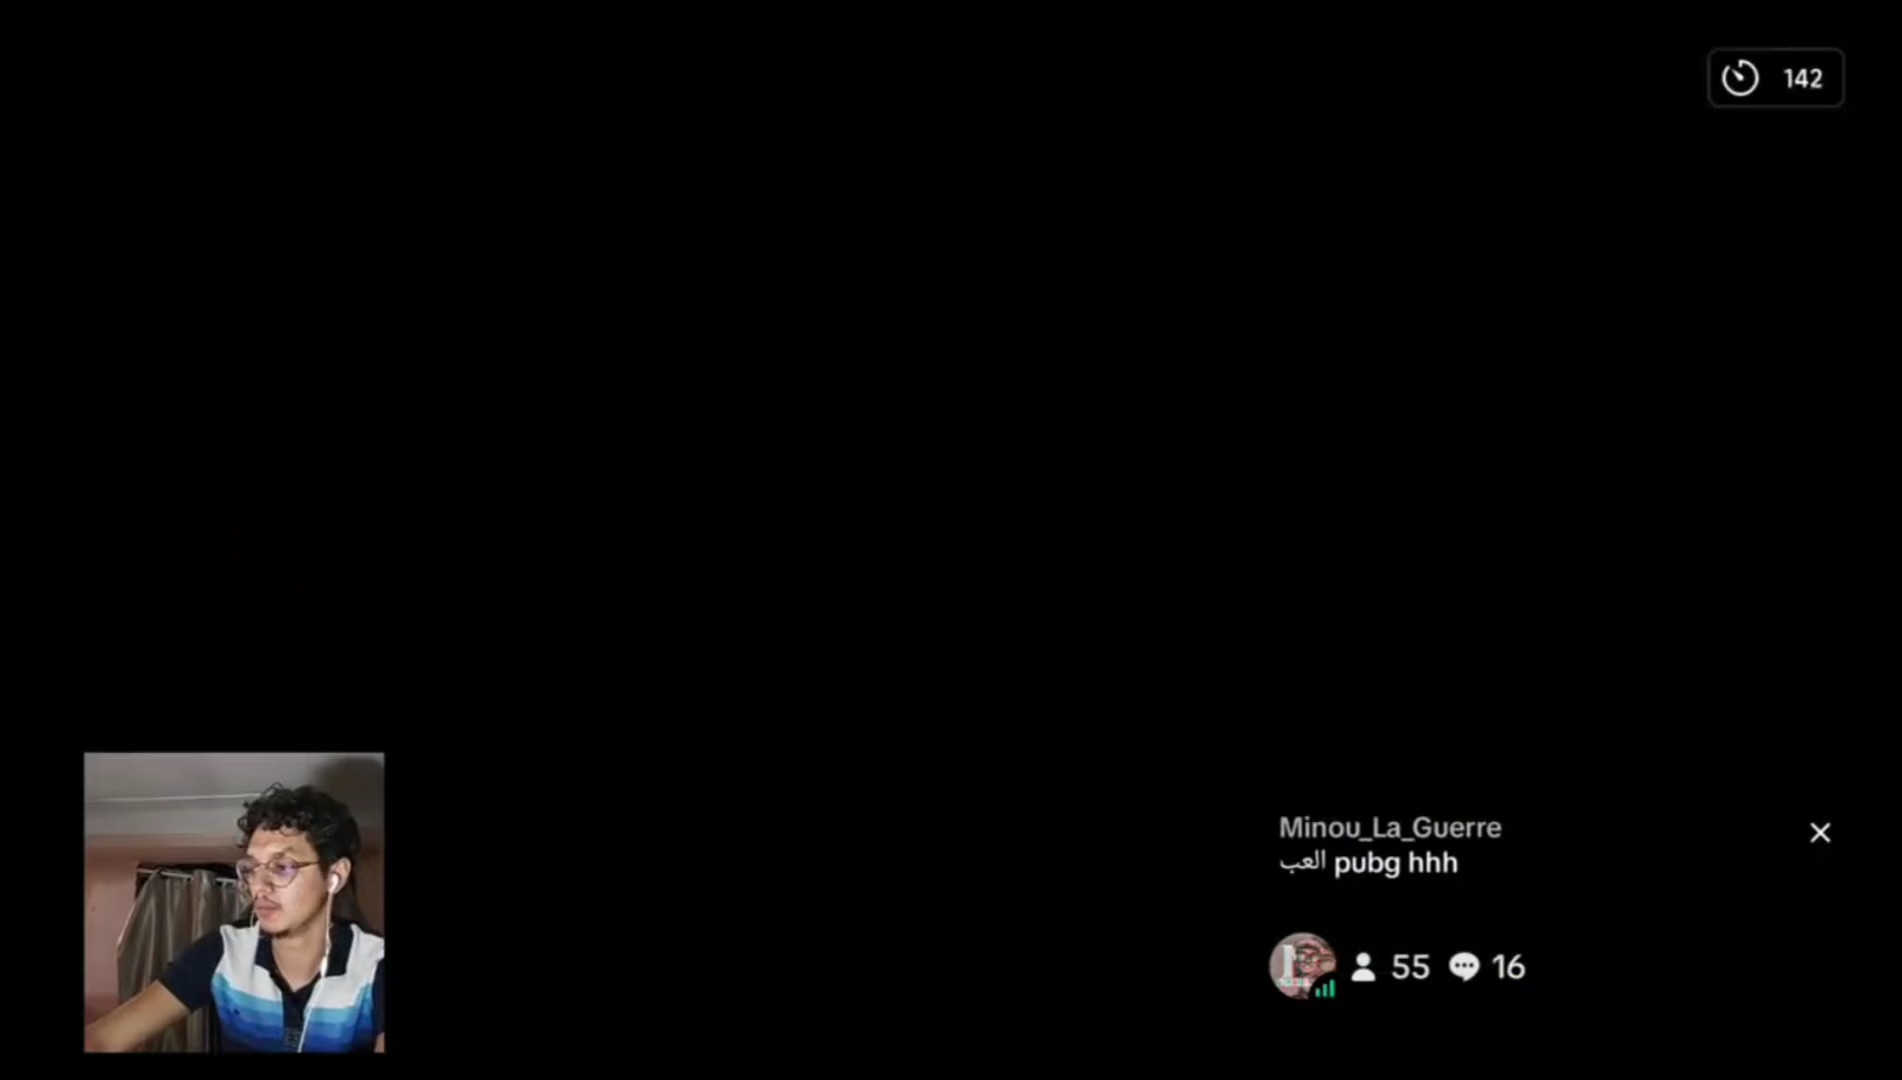 142
Minou_La_Guerre
العب pubg hhh
55 16